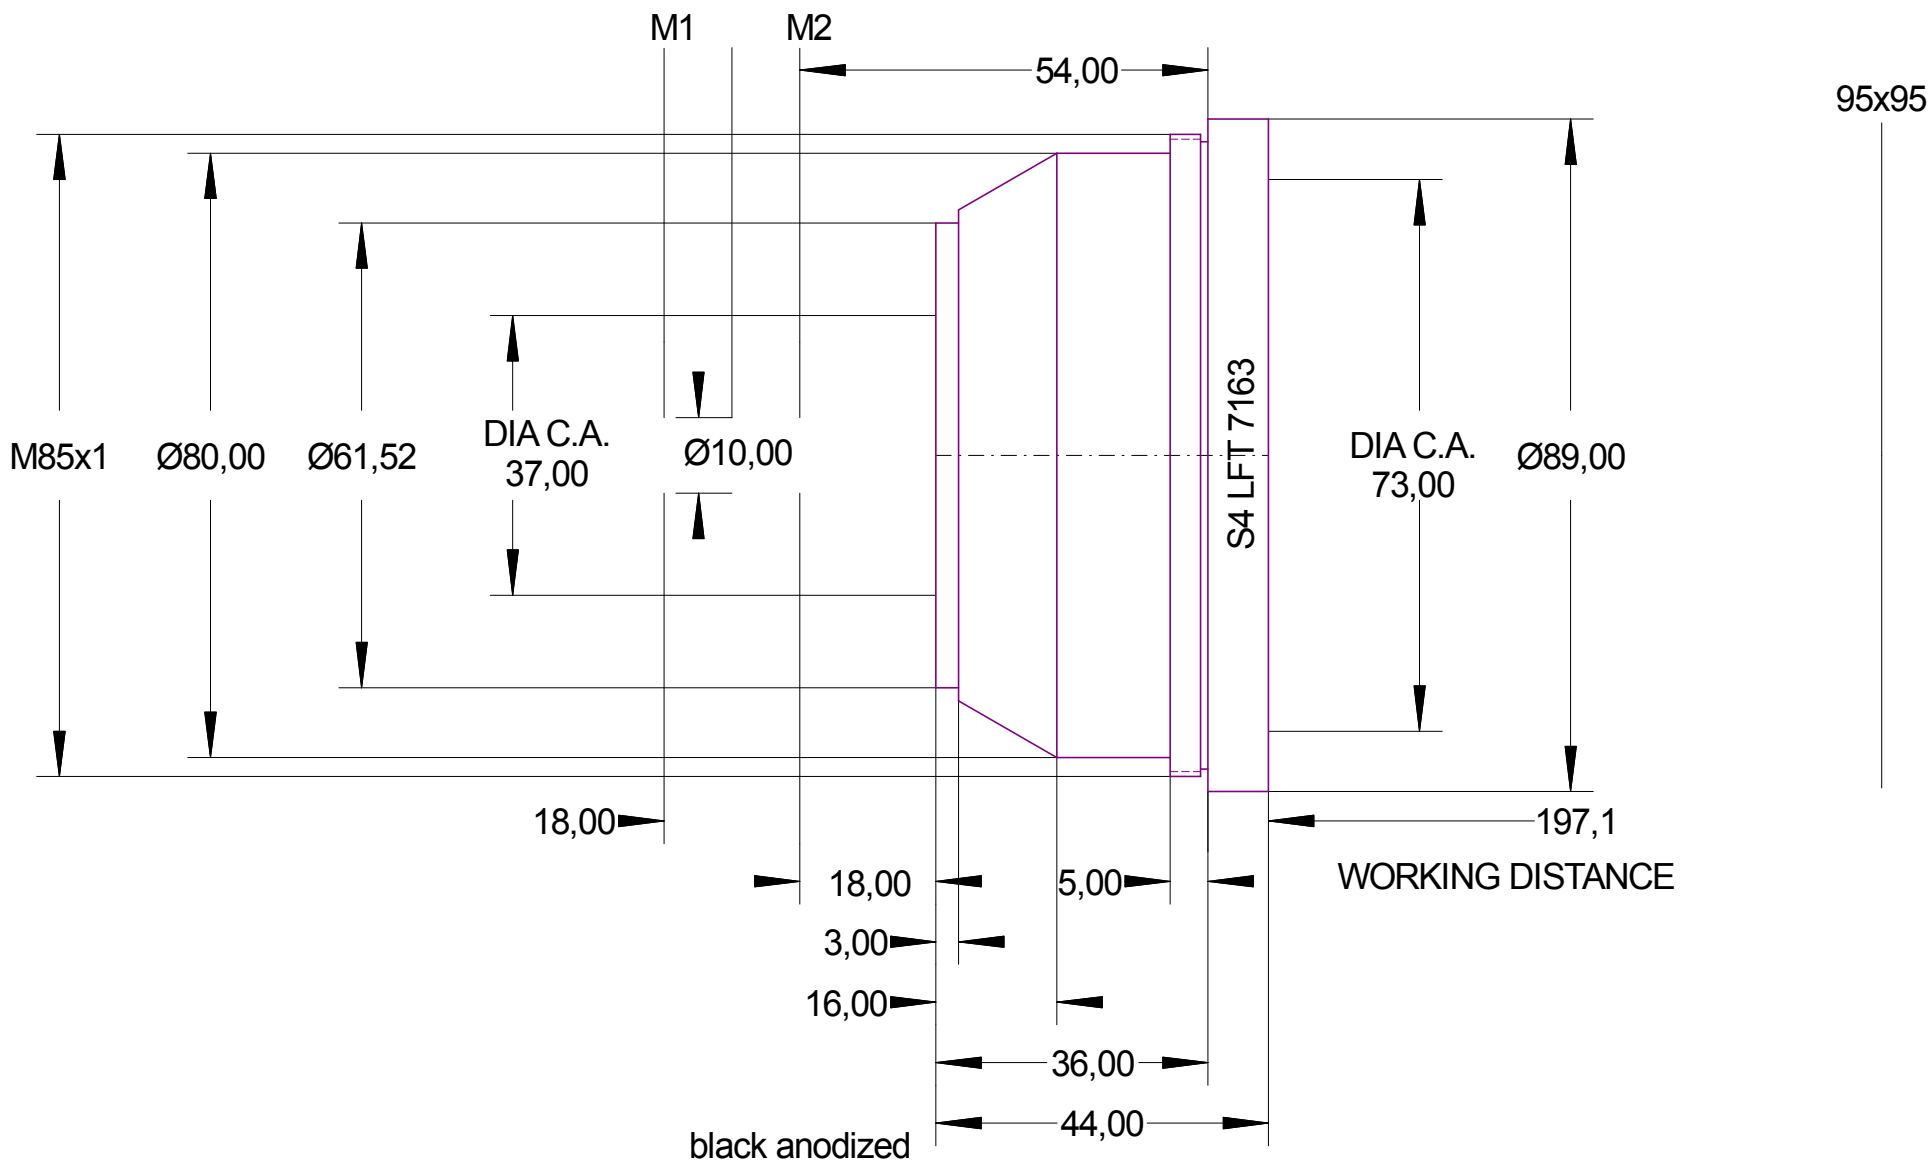 M1
M2
54,00
95x95
M85x1
Ø80,00
Ø61,52
DIA C.A.
37,00
Ø10,00
S4 LFT 7163
DIA C.A.
73,00
Ø89,00
18,00
197,1
WORKING DISTANCE
18,00
5,00
3,00
16,00
36,00
44,00
black anodized